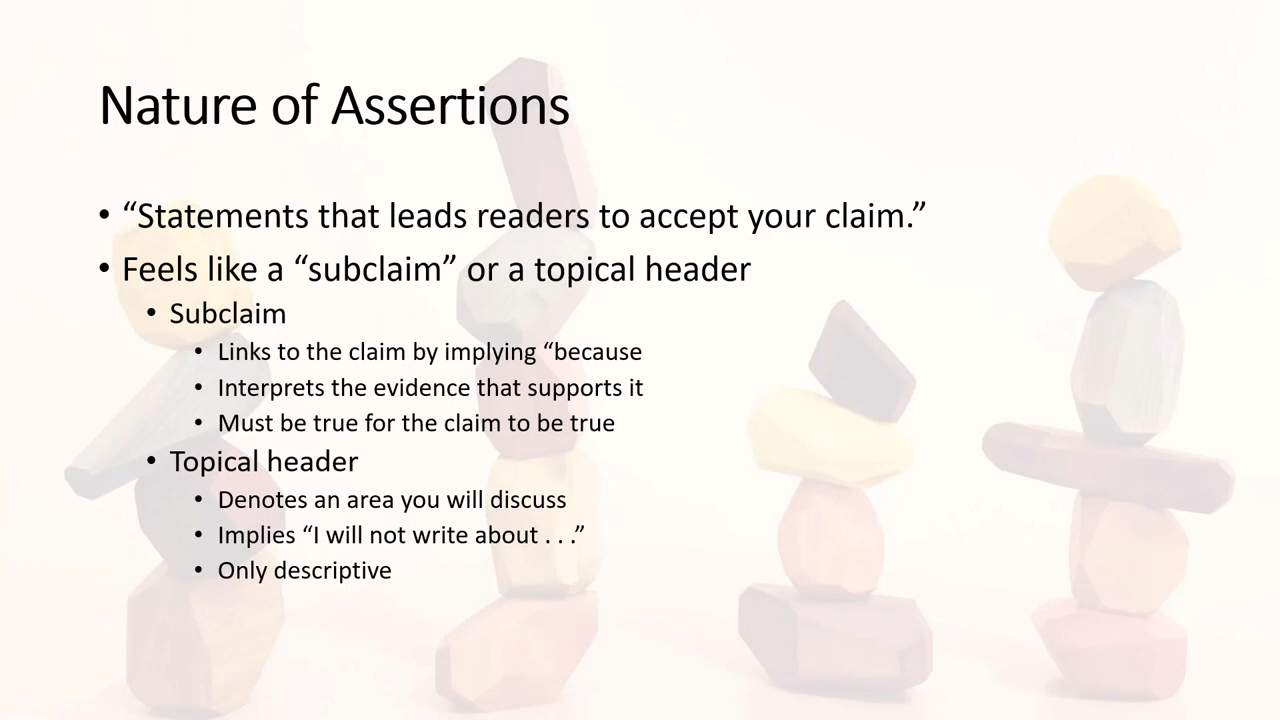 Nature of Assertions
• “Statements that leads readers to accept your claim.”
• Feels like a “subclaim” or a topical header
• Subclaim
• Links to the claim by implying “because
• Interprets the evidence that supports it
• Must be true for the claim to be true
• Topical header
• Denotes an area you will discuss
• Implies “I will not write about . . .”
• Only descriptive